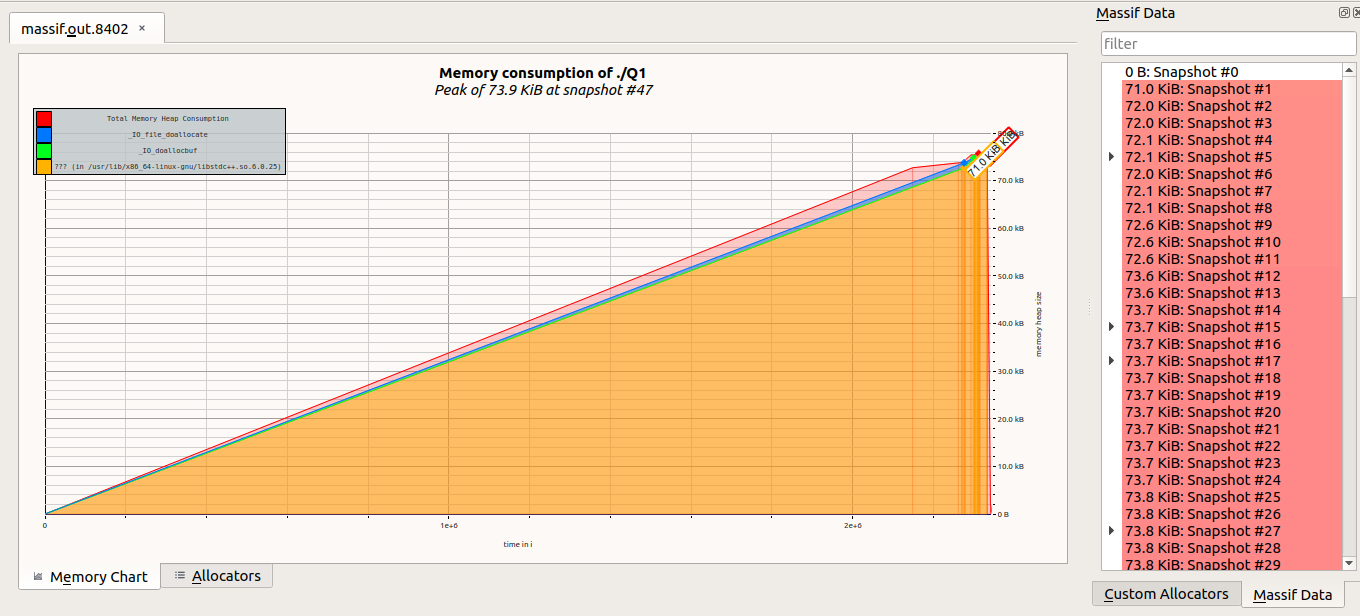 massif.out.8402 ×
Memory consumption of ./Q1
Peak of 73.9 KiB at snapshot #47
Total Memory Heap Consumption
_IO_file_doallocate
_IO_doallocbuf
??? (in /usr/lib/x86_64-linux-gnu/libstdc++.so.6.0.25)
71.0 KiB
KiB
70.0 kB
60.0 kB
50.0 kB
40.0 kB
30.0 kB
20.0 kB
10.0 kB
0 B
memory heap size
0
1e+6
2e+6
time in i
Memory Chart
Allocators
Massif Data
filter
0 B: Snapshot #0
71.0 KiB: Snapshot #1
72.0 KiB: Snapshot #2
72.0 KiB: Snapshot #3
72.1 KiB: Snapshot #4
72.1 KiB: Snapshot #5
72.0 KiB: Snapshot #6
72.1 KiB: Snapshot #7
72.1 KiB: Snapshot #8
72.6 KiB: Snapshot #9
72.6 KiB: Snapshot #10
72.6 KiB: Snapshot #11
73.6 KiB: Snapshot #12
73.6 KiB: Snapshot #13
73.7 KiB: Snapshot #14
73.7 KiB: Snapshot #15
73.7 KiB: Snapshot #16
73.7 KiB: Snapshot #17
73.7 KiB: Snapshot #18
73.7 KiB: Snapshot #19
73.7 KiB: Snapshot #20
73.7 KiB: Snapshot #21
73.7 KiB: Snapshot #22
73.7 KiB: Snapshot #23
73.7 KiB: Snapshot #24
73.8 KiB: Snapshot #25
73.8 KiB: Snapshot #26
73.8 KiB: Snapshot #27
73.8 KiB: Snapshot #28
73.8 KiB: Snapshot #29
Custom Allocators
Massif Data